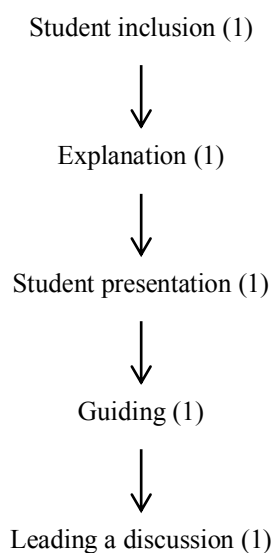 Student inclusion (1)
Explanation (1)
Student presentation (1)
Guiding (1)
Leading a discussion (1)